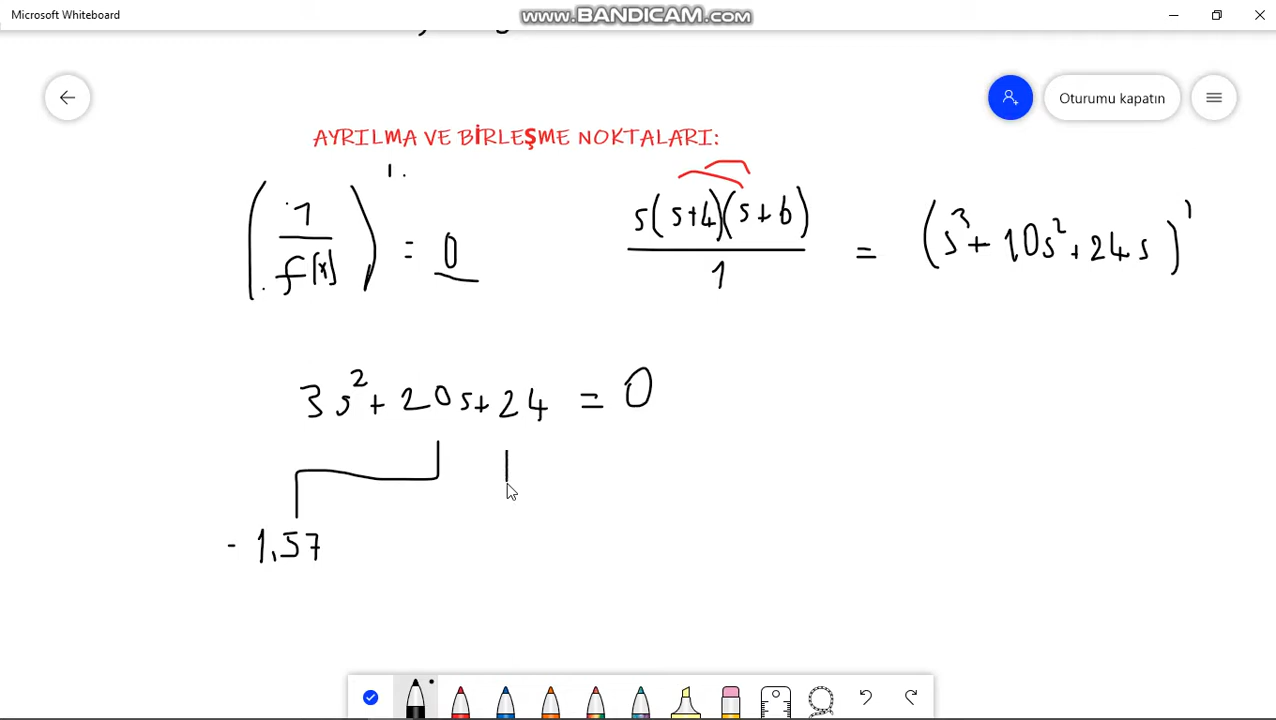 Microsoft Whiteboard
www.BANDICAM.com
Oturumu kapatın
AYRILMA VE BİRLEŞME NOKTALARI:
(1/f(x))' = 0
s(s+4)(s+6)/1 = (s³+10s²+24s)'
3s²+20s+24 = 0
-1,57